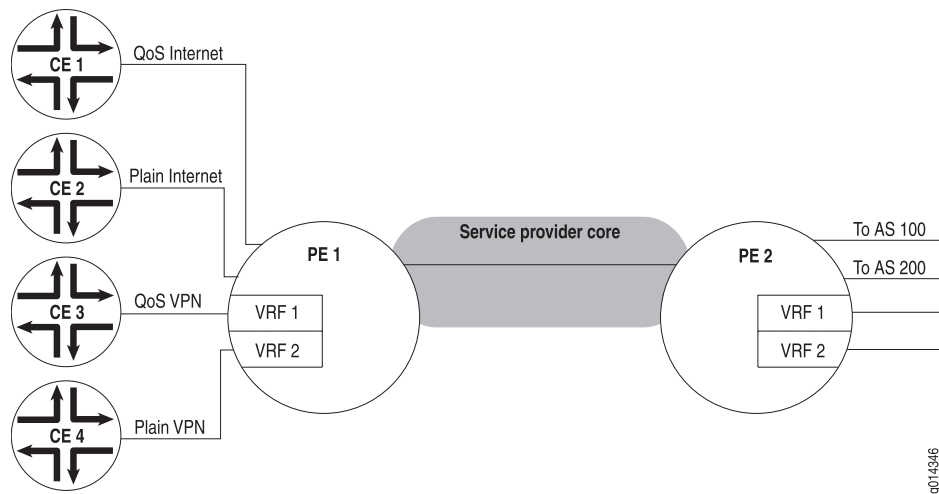 CE 1
QoS Internet
CE 2
Plain Internet
CE 3
QoS VPN
CE 4
Plain VPN
PE 1
VRF 1
VRF 2
Service provider core
PE 2
VRF 1
VRF 2
To AS 100
To AS 200
g014346